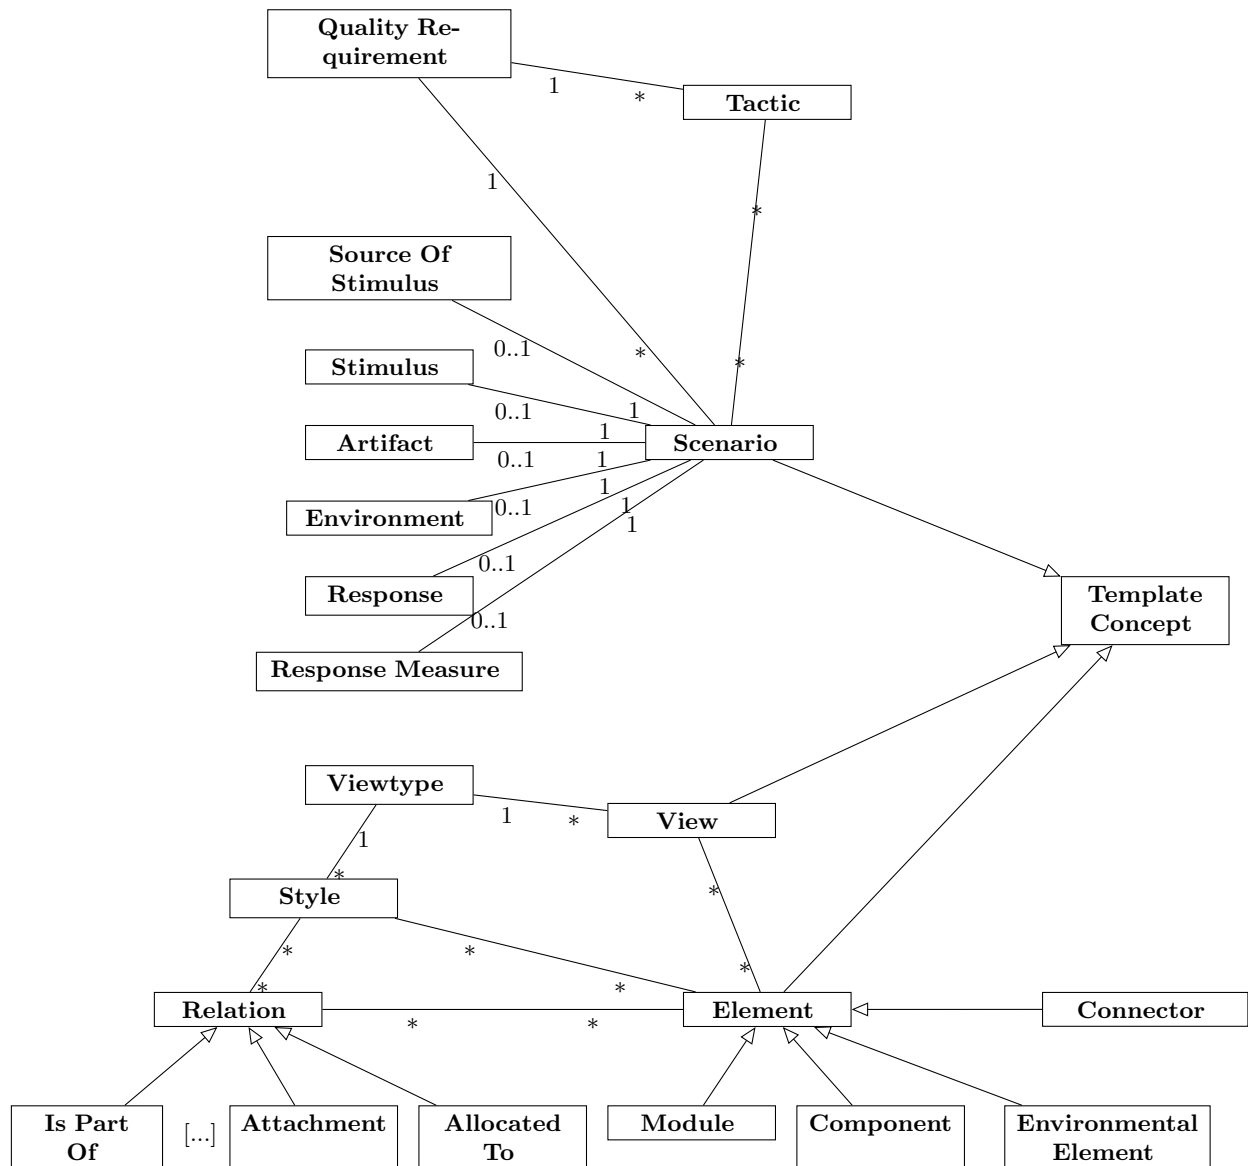 Quality Re-
quirement
1
*
Tactic
1
*
Source Of
Stimulus
0..1
*
*
Stimulus
0..1
1
Artifact
1
Scenario
0..1
1
Environment
0..1
1
1
1
Response
0..1
Template
Concept
0..1
Response Measure
Viewtype
1
*
View
1
*
Style
*
*
*
*
*
*
Relation
*
*
Element
Connector
Is Part
Of
[...]
Attachment
Allocated
To
Module
Component
Environmental
Element